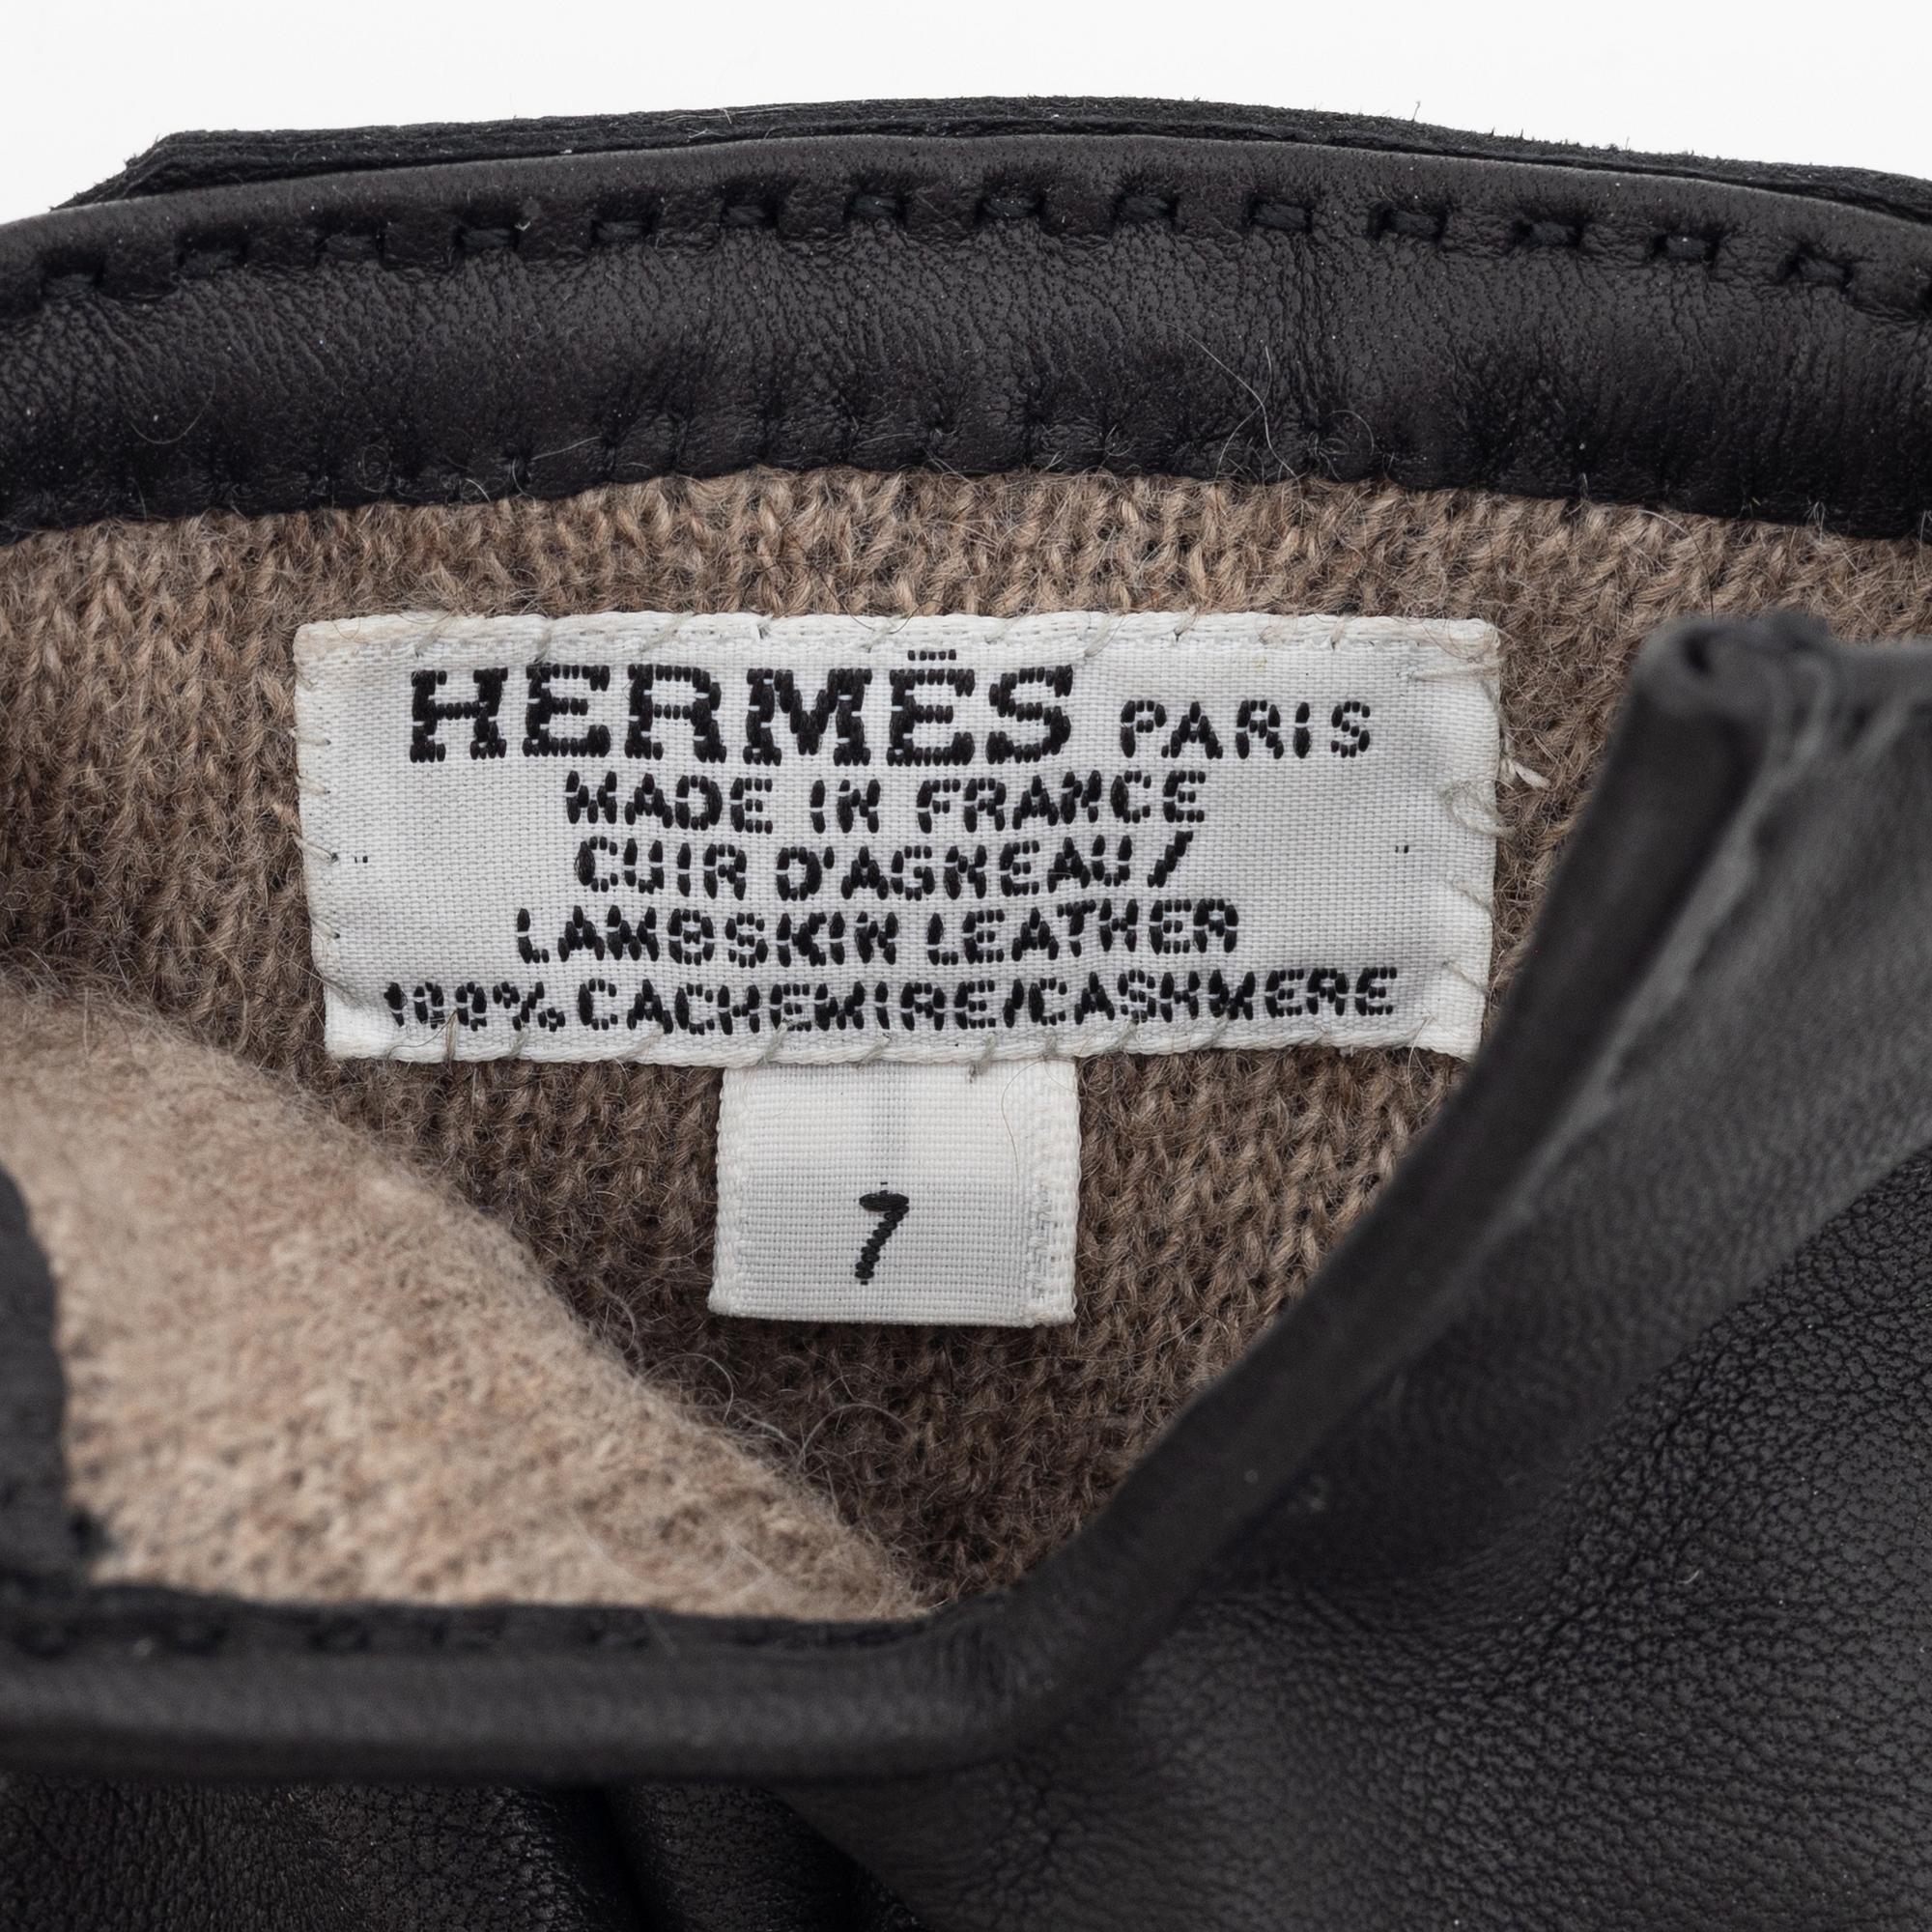 HERMÈS PARIS
MADE IN FRANCE
CUIR D'AGNEAU/
LAMBSKIN LEATHER
100% CACHEMIRE/CASHMERE
7